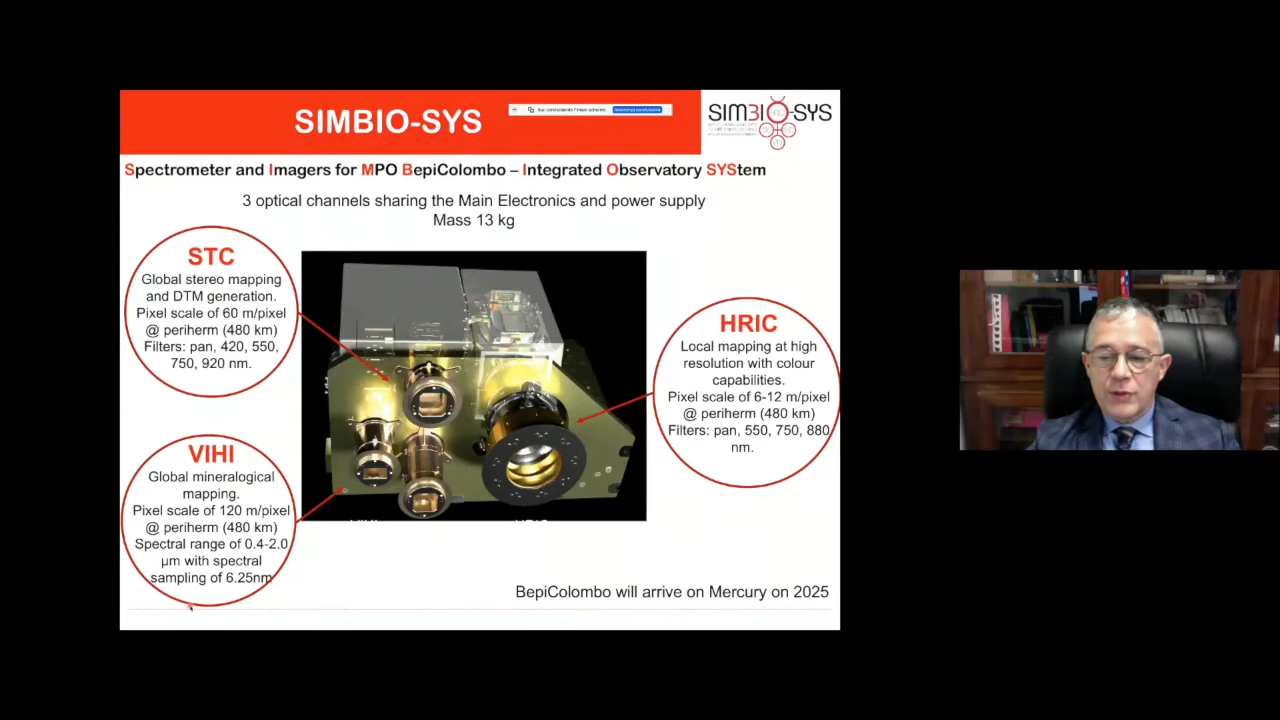 SIMBIO-SYS
SIMBIO-SYS
Spectrometer and Imagers for MPO BepiColombo – Integrated Observatory SYStem
3 optical channels sharing the Main Electronics and power supply
Mass 13 kg
STC
Global stereo mapping
and DTM generation.
Pixel scale of 60 m/pixel
@ periherm (480 km)
Filters: pan, 420, 550,
750, 920 nm.
HRIC
Local mapping at high
resolution with colour
capabilities.
Pixel scale of 6-12 m/pixel
@ periherm (480 km)
Filters: pan, 550, 750, 880
nm.
VIHI
Global mineralogical
mapping.
Pixel scale of 120 m/pixel
@ periherm (480 km)
Spectral range of 0.4-2.0
µm with spectral
sampling of 6.25nm
BepiColombo will arrive on Mercury on 2025